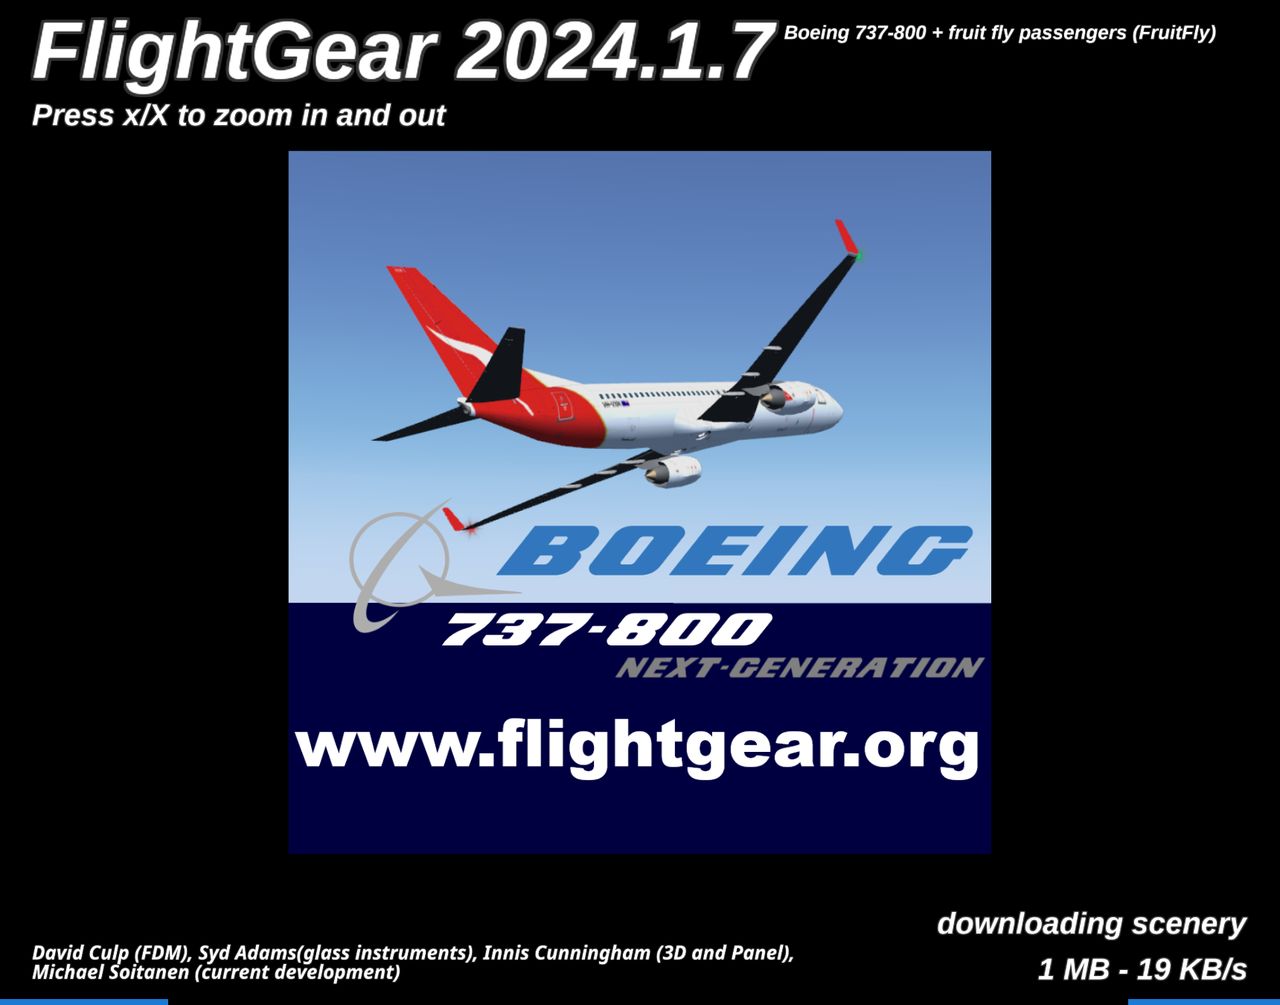 FlightGear 2024.1.7
Boeing 737-800 + fruit fly passengers (FruitFly)
Press x/X to zoom in and out
BOEING
737-800
NEXT-GENERATION
www.flightgear.org
downloading scenery
David Culp (FDM), Syd Adams(glass instruments), Innis Cunningham (3D and Panel),
Michael Soitanen (current development)
1 MB - 19 KB/s